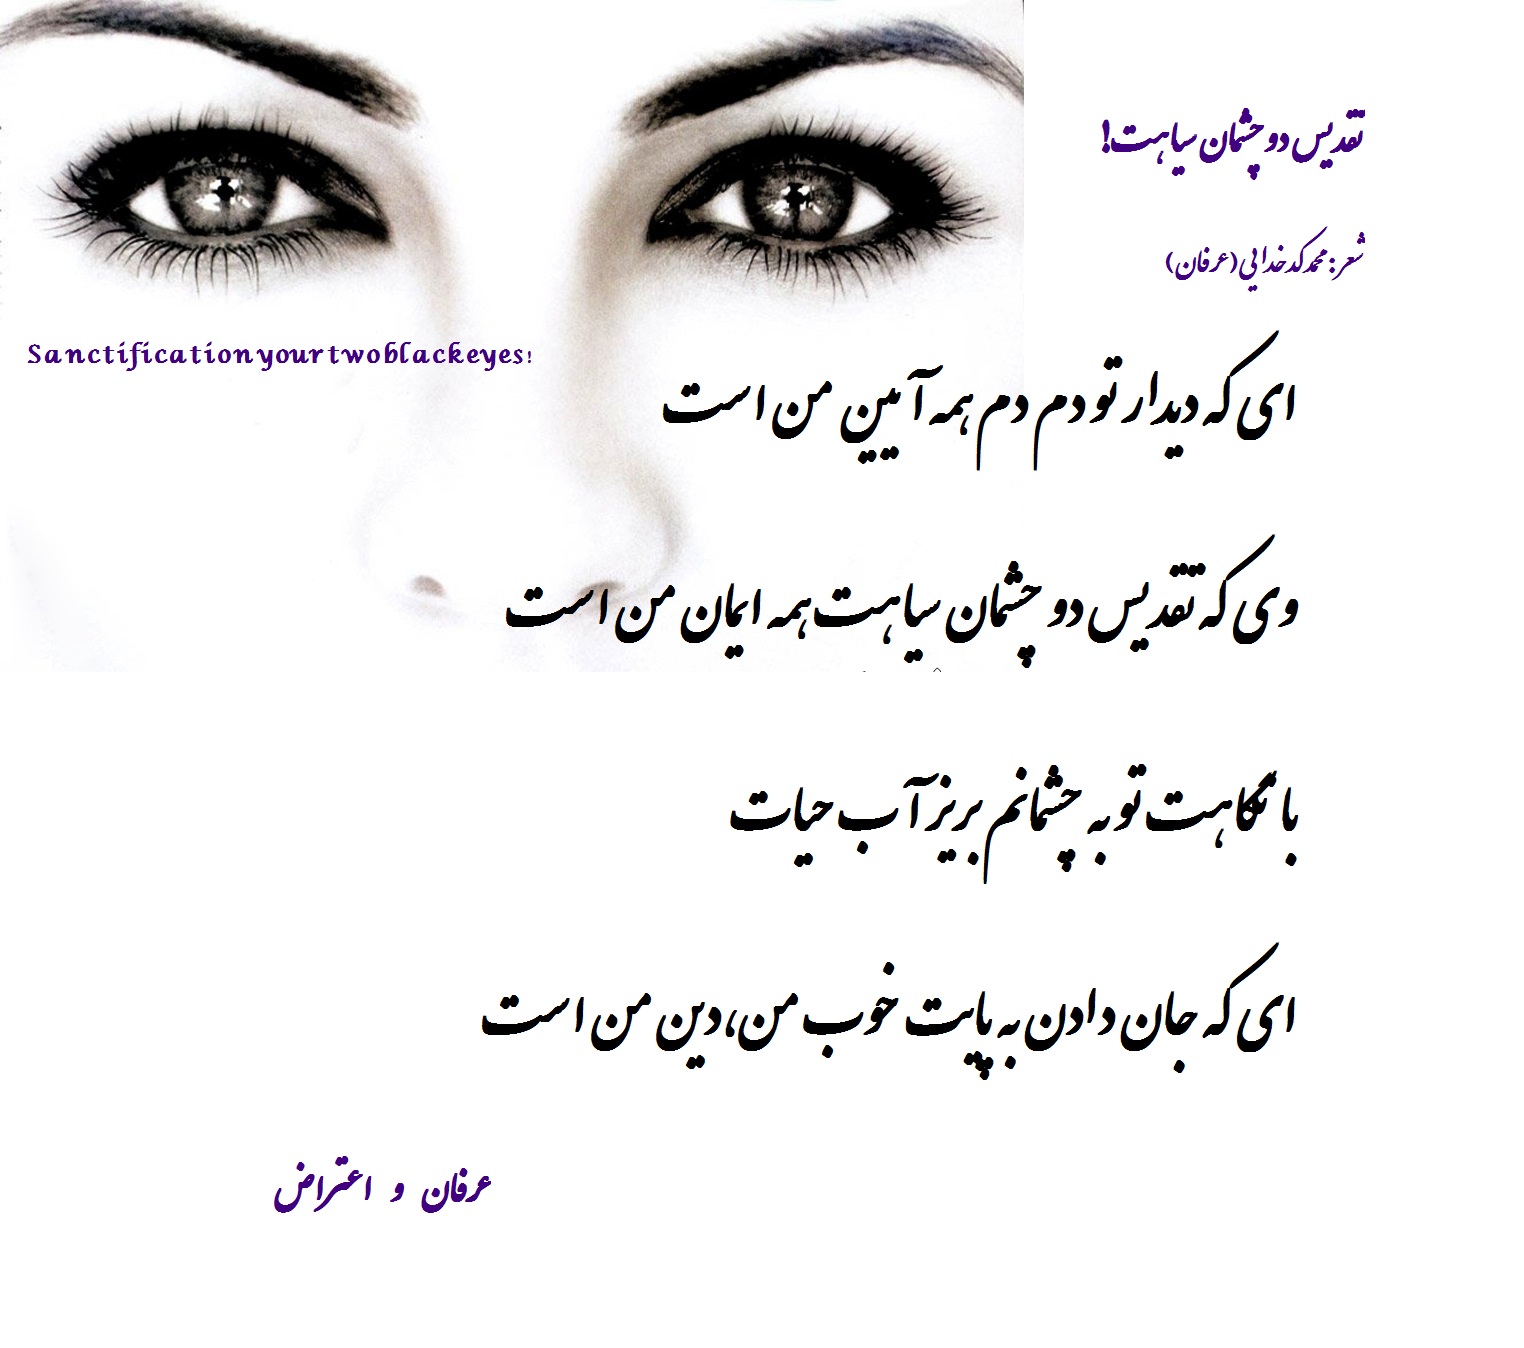 تقدیس دو چشمان سیاهت!
شعر: محمد کدخدایی (عرفان)
Sanctificationyourtwoblackeyes!
ای که دیدار تو دم دم همه آیین من است
وی که تقدیس دو چشمان سیاهت همه ایمان من است
با نگاهت تو به چشمانم بریز آب حیات
ای که جان دادن به پایت خوب من، دین من است
عرفان و اعتراض